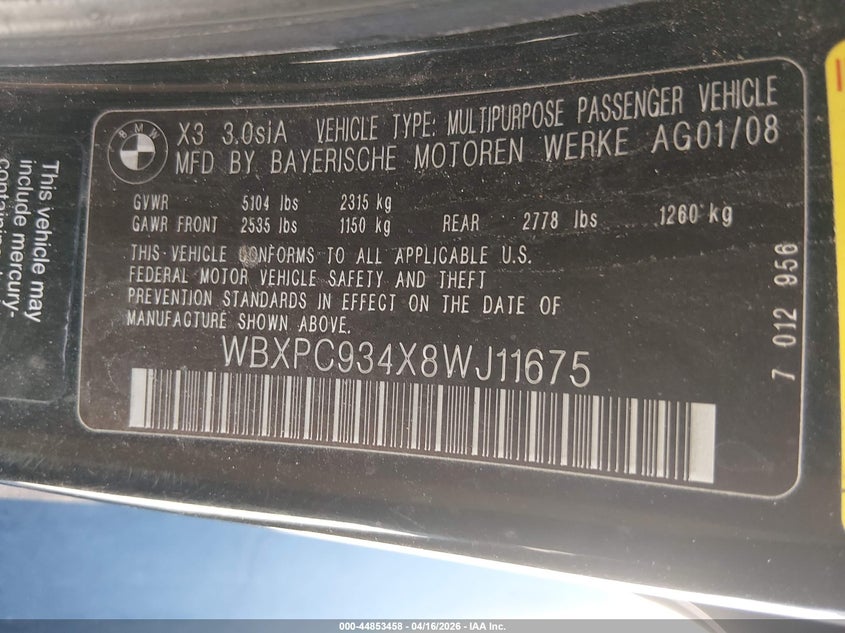 BMW
X3 3.0siA VEHICLE TYPE: MULTIPURPOSE PASSENGER VEHICLE
MFD BY BAYERISCHE MOTOREN WERKE AG01/08
GVWR 5104 lbs 2315 kg
GAWR FRONT 2535 lbs 1150 kg REAR 2778 lbs 1260 kg
THIS VEHICLE CONFORMS TO ALL APPLICABLE U.S.
FEDERAL MOTOR VEHICLE SAFETY AND THEFT
PREVENTION STANDARDS IN EFFECT ON THE DATE OF
MANUFACTURE SHOWN ABOVE.
WBXPC934X8WJ11675
7 012 956
This vehicle may
include mercury-
000-44853458 - 04/16/2026 - IAA Inc.